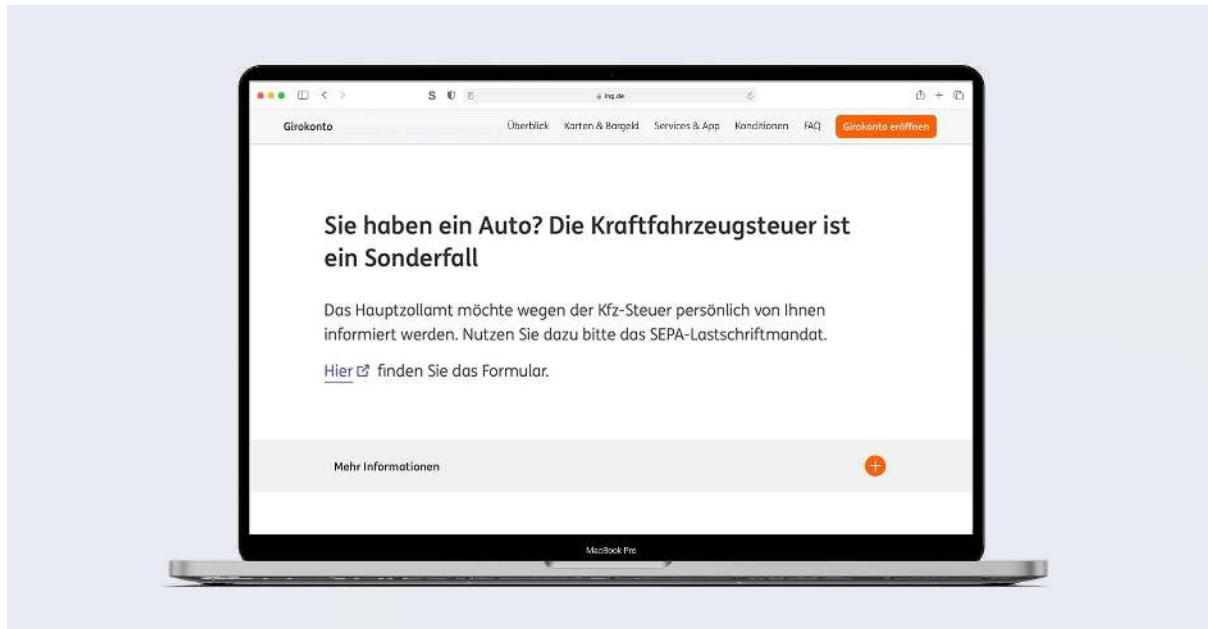 S
ing.de
Girokonto Überblick Karten & Bargeld Services & App Konditionen FAQ Girokonto eröffnen
Sie haben ein Auto? Die Kraftfahrzeugsteuer ist
ein Sonderfall
Das Hauptzollamt möchte wegen der Kfz-Steuer persönlich von Ihnen
informiert werden. Nutzen Sie dazu bitte das SEPA-Lastschriftmandat.
Hier finden Sie das Formular.
Mehr Informationen
MacBook Pro